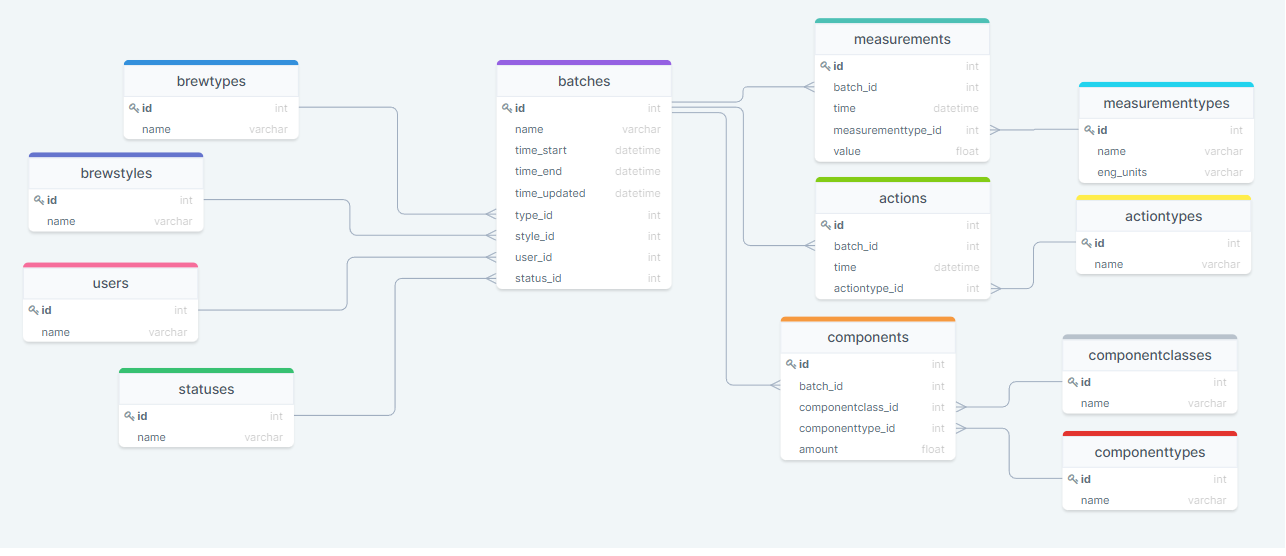 brewtypes
id int
name varchar
brewstyles
id int
name varchar
users
id int
name varchar
statuses
id int
name varchar
batches
id int
name varchar
time_start datetime
time_end datetime
time_updated datetime
type_id int
style_id int
user_id int
status_id int
measurements
id int
batch_id int
time datetime
measurementtype_id int
value float
actions
id int
batch_id int
time datetime
actiontype_id int
components
id int
batch_id int
componentclass_id int
componenttype_id int
amount float
measurementtypes
id int
name varchar
eng_units varchar
actiontypes
id int
name varchar
componentclasses
id int
name varchar
componenttypes
id int
name varchar